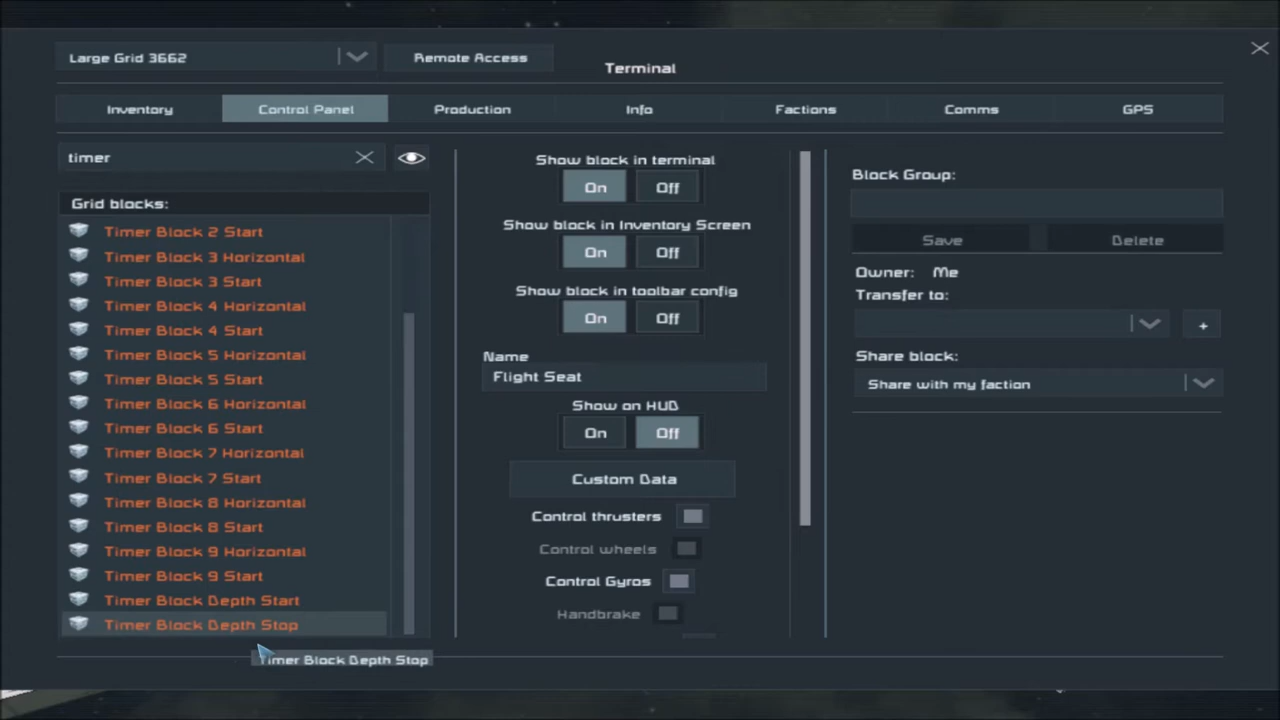 Large Grid 3662
Remote Access
Terminal
Inventory
Control Panel
Production
Info
Factions
Comms
GPS
timer
Grid blocks:
Timer Block 2 Start
Timer Block 3 Horizontal
Timer Block 3 Start
Timer Block 4 Horizontal
Timer Block 4 Start
Timer Block 5 Horizontal
Timer Block 5 Start
Timer Block 6 Horizontal
Timer Block 6 Start
Timer Block 7 Horizontal
Timer Block 7 Start
Timer Block 8 Horizontal
Timer Block 8 Start
Timer Block 9 Horizontal
Timer Block 9 Start
Timer Block Depth Start
Timer Block Depth Stop
Timer Block Depth Stop
Show block in terminal
On Off
Show block in Inventory Screen
On Off
Show block in toolbar config
On Off
Name
Flight Seat
Show on HUD
On Off
Custom Data
Control thrusters
Control wheels
Control Gyros
Handbrake
Block Group:
Save Delete
Owner: Me
Transfer to:
+
Share block:
Share with my faction